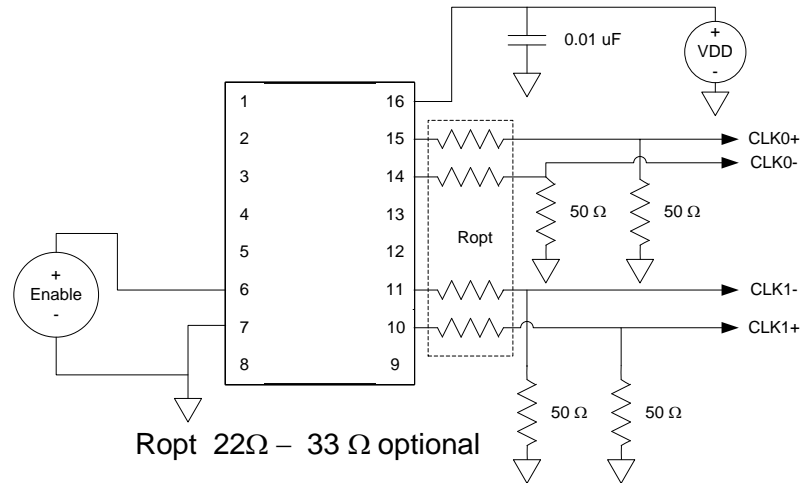 0.01 uF
+
VDD
-
1
16
2
15
CLK0+
CLK0-
3
14
4
13
50 Ω
50 Ω
Ropt
5
12
+
Enable
-
6
11
CLK1-
7
10
CLK1+
8
9
50 Ω
50 Ω
Ropt 22Ω – 33 Ω optional